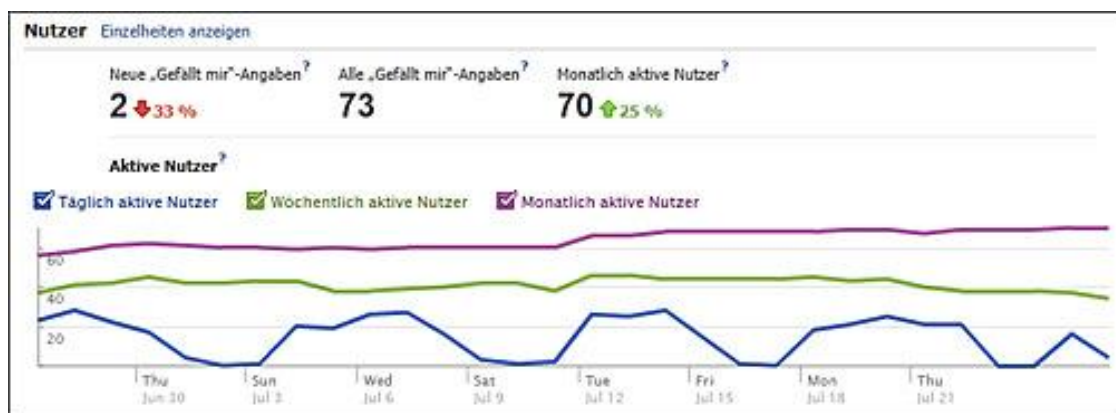 Nutzer Einzelheiten anzeigen
Neue „Gefällt mir"-Angaben? Alle „Gefällt mir"-Angaben? Monatlich aktive Nutzer?
2 33 % 73 70 25 %
Aktive Nutzer?
Täglich aktive Nutzer Wöchentlich aktive Nutzer Monatlich aktive Nutzer
60
40
20
Thu Sun Wed Sat Tue Fri Mon Thu
Jun 30 Jul 3 Jul 6 Jul 9 Jul 12 Jul 15 Jul 18 Jul 21